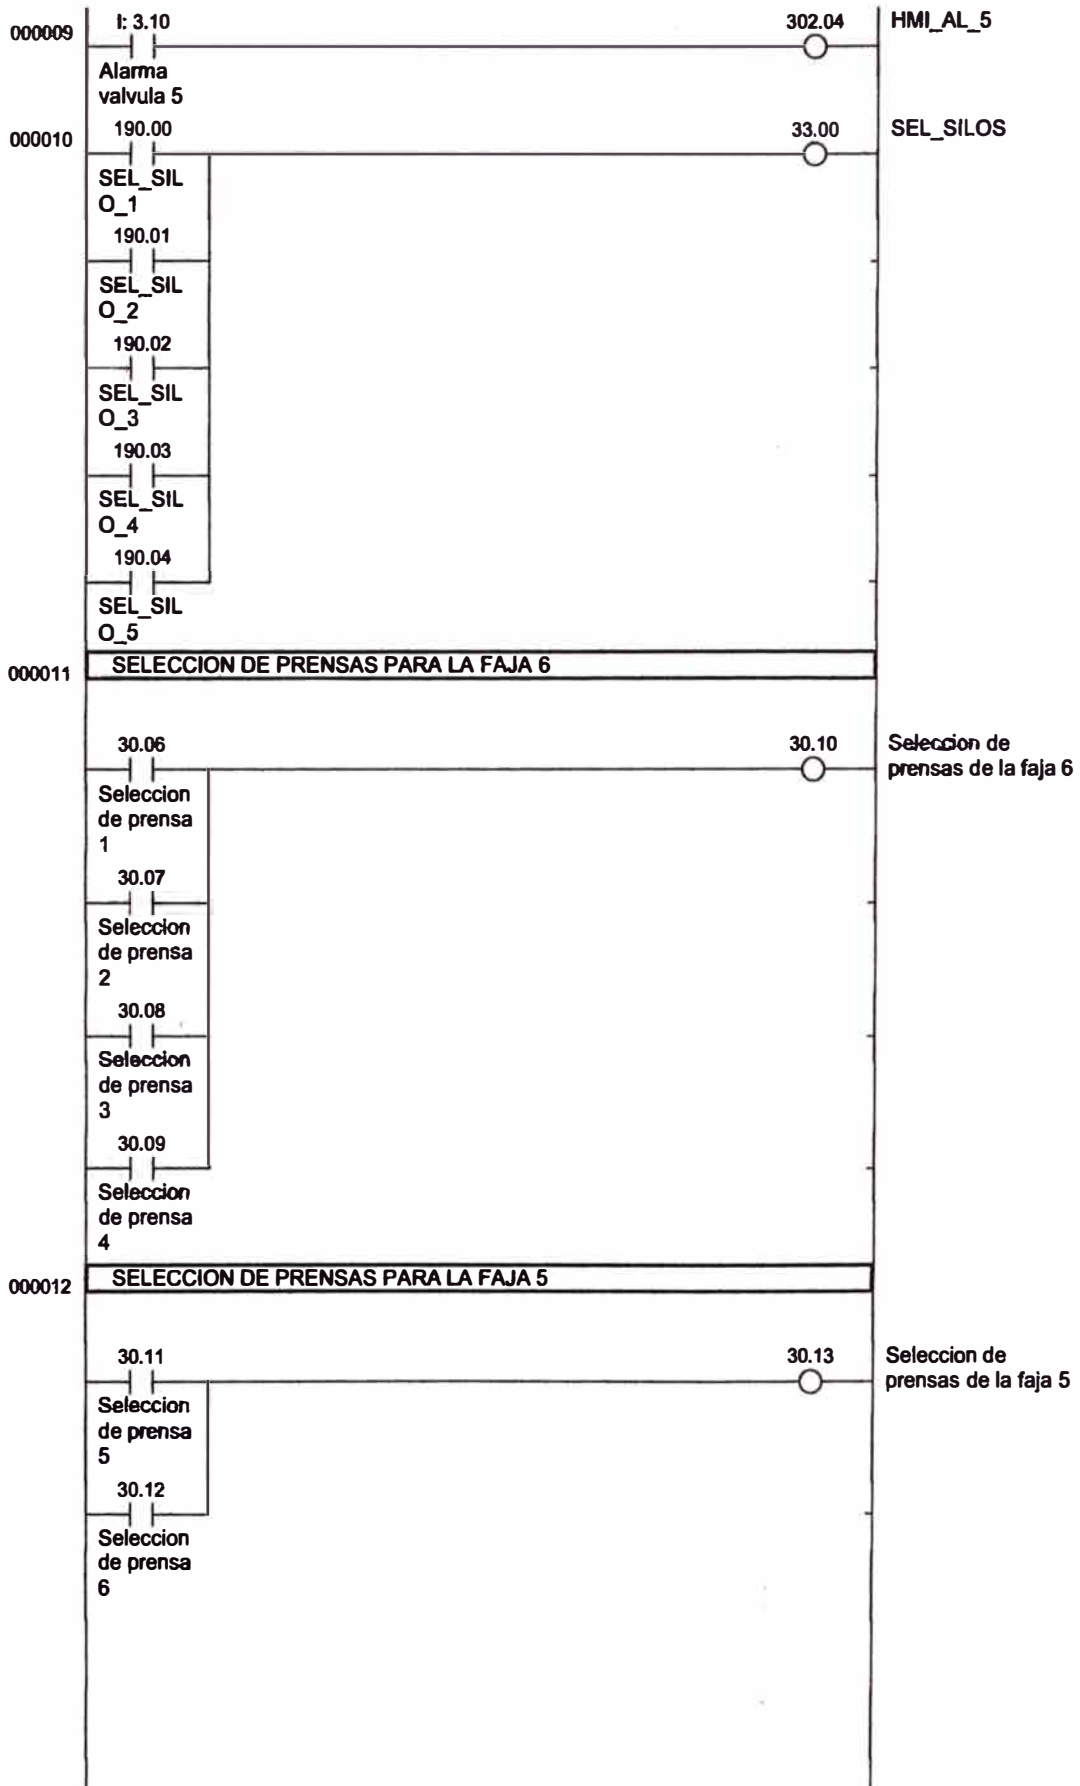 000009
I: 3.10
302.04
HMI_AL_5
Alarma
valvula 5
000010
190.00
33.00
SEL_SILOS
SEL_SIL
O_1
190.01
SEL_SIL
O_2
190.02
SEL_SIL
O_3
190.03
SEL_SIL
O_4
190.04
SEL_SIL
O_5
000011
SELECCION DE PRENSAS PARA LA FAJA 6
30.06
30.10
Seleccion de
prensas de la faja 6
Seleccion
de prensa
1
30.07
Seleccion
de prensa
2
30.08
Seleccion
de prensa
3
30.09
Seleccion
de prensa
4
000012
SELECCION DE PRENSAS PARA LA FAJA 5
30.11
30.13
Seleccion de
prensas de la faja 5
Seleccion
de prensa
5
30.12
Seleccion
de prensa
6